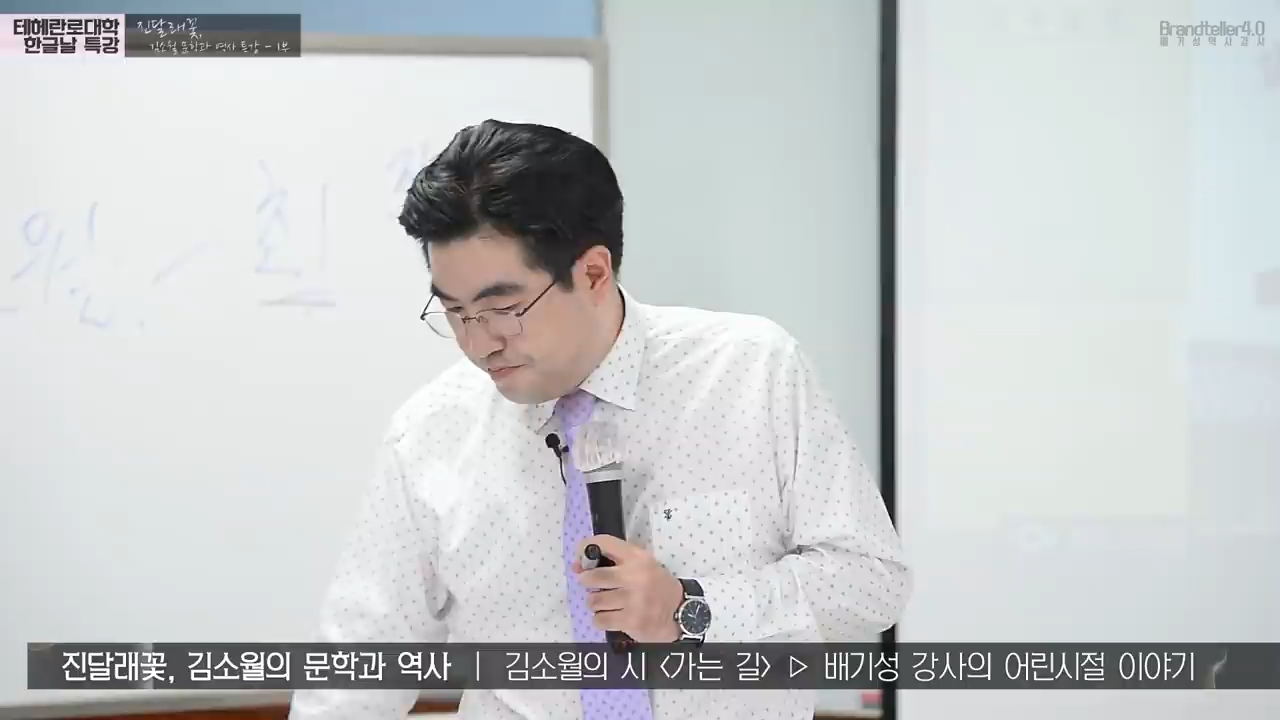 테헤란로대학
한글날 특강
진달래꽃,
김소월 문학과 역사 특강 - 1부
Brandteller4.0
배기성역사강사
월
최
진달래꽃, 김소월의 문학과 역사 | 김소월의 시 <가는 길> ▷ 배기성 강사의 어린시절 이야기